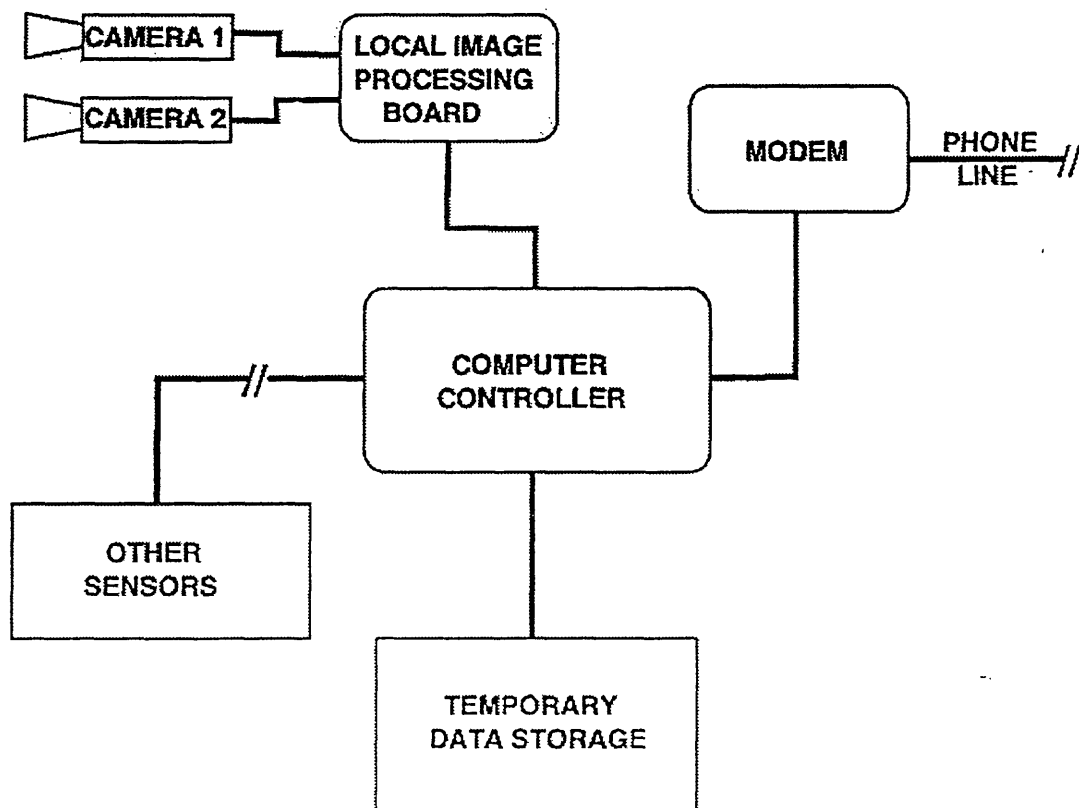 CAMERA 1
LOCAL IMAGE
PROCESSING
BOARD
CAMERA 2
MODEM
PHONE
LINE
COMPUTER
CONTROLLER
OTHER
SENSORS
TEMPORARY
DATA STORAGE